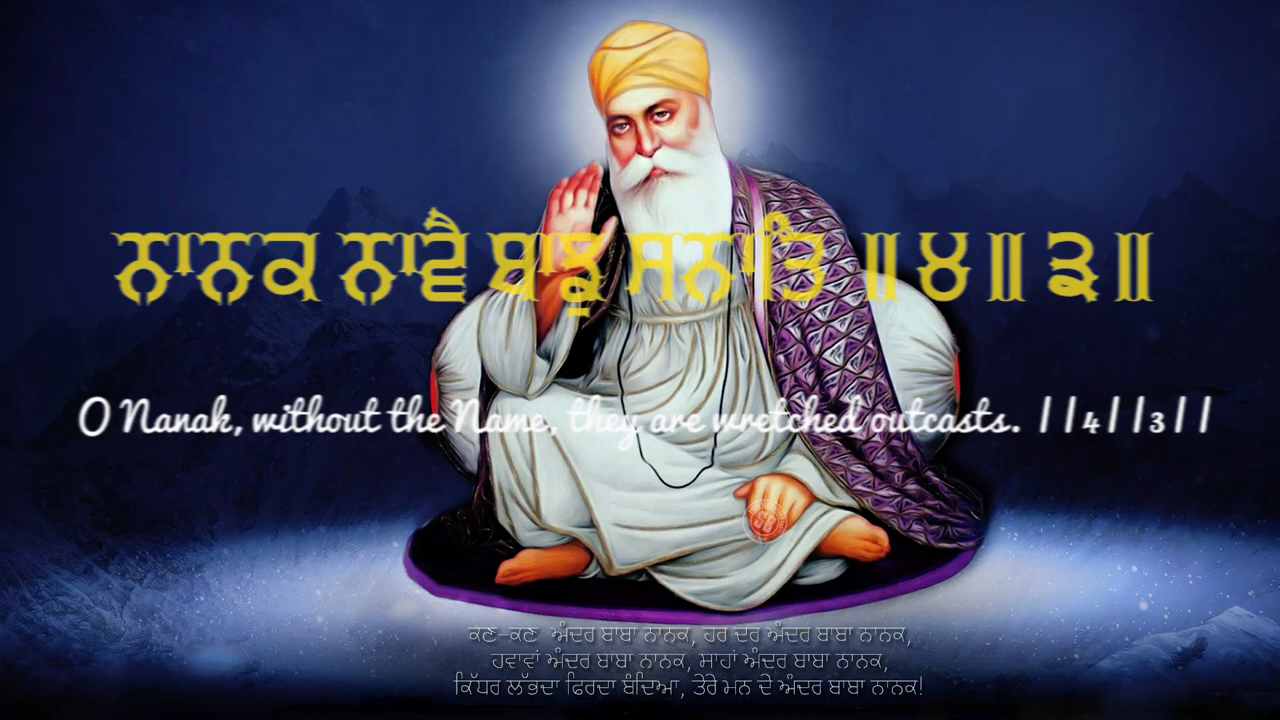 ਨਾਨਕ ਨਾਵੈ ਬਾਝੁ ਸਨਾਤਿ ॥੪॥੩॥
O Nanak, without the Name, they are wretched outcasts. ||4||3||
ਕਣ-ਕਣ ਅੰਦਰ ਬਾਬਾ ਨਾਨਕ, ਹਰ ਦਰ ਅੰਦਰ ਬਾਬਾ ਨਾਨਕ,
ਹਵਾਵਾਂ ਅੰਦਰ ਬਾਬਾ ਨਾਨਕ, ਸਾਹਾਂ ਅੰਦਰ ਬਾਬਾ ਨਾਨਕ,
ਕਿੱਧਰ ਲੱਭਦਾ ਫਿਰਦਾ ਬੰਦਿਆ, ਤੇਰੇ ਮਨ ਦੇ ਅੰਦਰ ਬਾਬਾ ਨਾਨਕ!